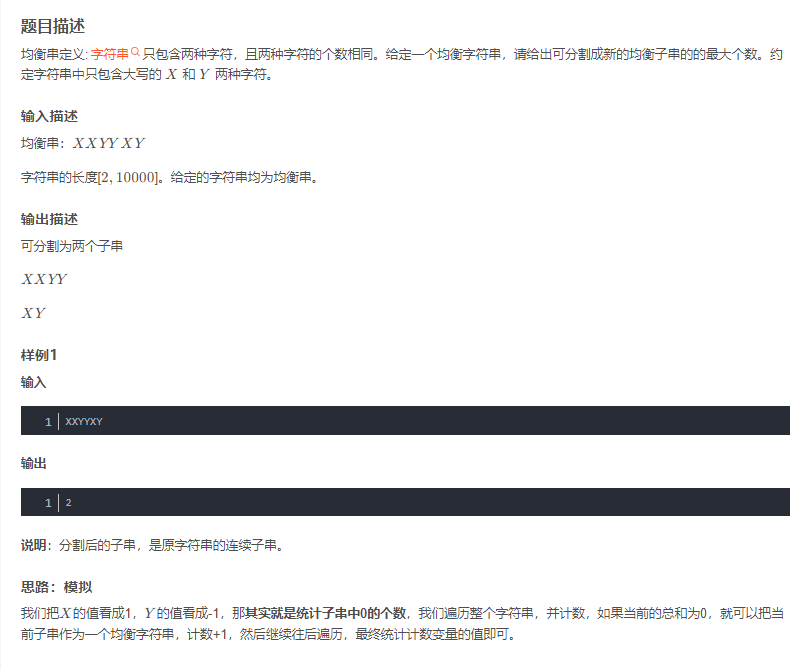 题目描述
均衡串定义: 字符串只包含两种字符，且两种字符的个数相同。给定一个均衡字符串，请给出可分割成新的均衡子串的的最大个数。约
定字符串中只包含大写的 X 和 Y 两种字符。
输入描述
均衡串：XXYYXY
字符串的长度[2, 10000]。给定的字符串均为均衡串。
输出描述
可分割为两个子串
XXYY
XY
样例1
输入
1 XXYYXY
输出
1 2
说明：分割后的子串，是原字符串的连续子串。
思路：模拟
我们把X的值看成1，Y的值看成-1，那其实就是统计子串中0的个数，我们遍历整个字符串，并计数，如果当前的总和为0，就可以把当
前子串作为一个均衡字符串，计数+1，然后继续往后遍历，最终统计计数变量的值即可。